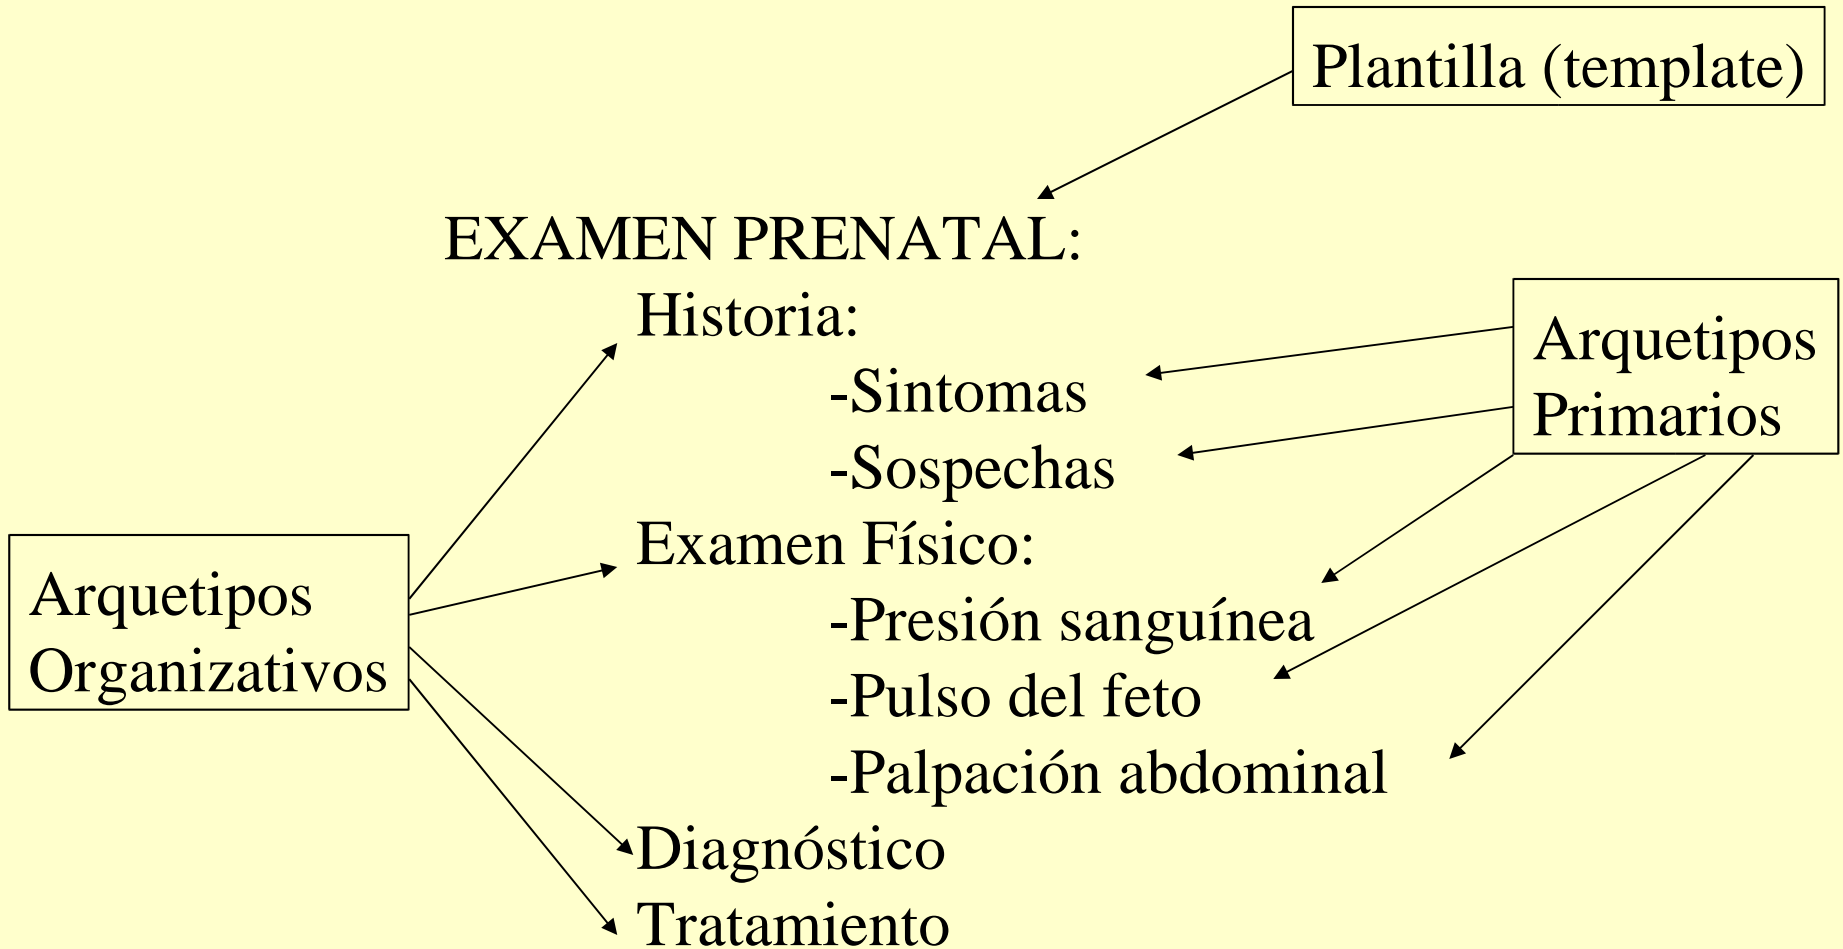 Plantilla (template)
EXAMEN PRENATAL:
Historia:
-Sintomas
-Sospechas
Examen Físico:
-Presión sanguínea
-Pulso del feto
-Palpación abdominal
Diagnóstico
Tratamiento
Arquetipos
Primarios
Arquetipos
Organizativos